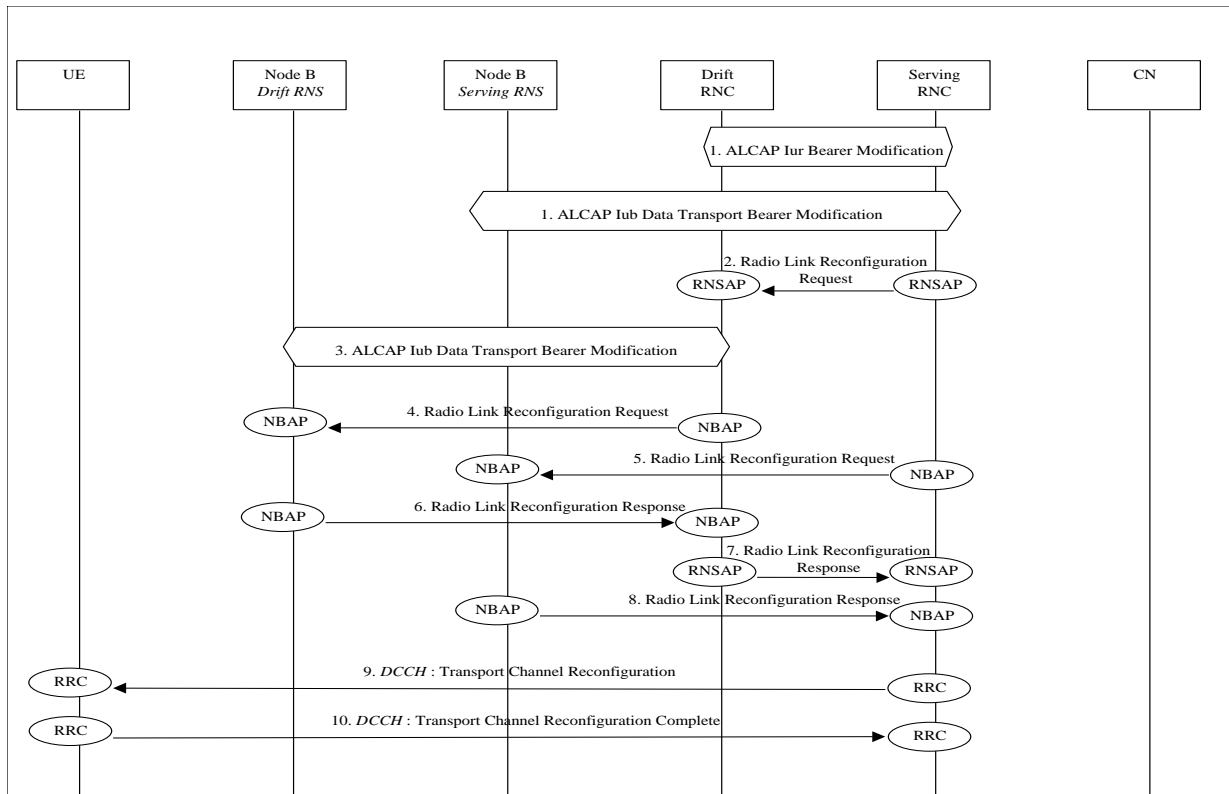 UE
Node B
Drift RNS
Node B
Serving RNS
Drift
RNC
Serving
RNC
CN
1. ALCAP Iur Bearer Modification
1. ALCAP Iub Data Transport Bearer Modification
2. Radio Link Reconfiguration
Request
RNSAP
RNSAP
3. ALCAP Iub Data Transport Bearer Modification
4. Radio Link Reconfiguration Request
NBAP
NBAP
5. Radio Link Reconfiguration Request
NBAP
NBAP
6. Radio Link Reconfiguration Response
NBAP
NBAP
7. Radio Link Reconfiguration
Response
RNSAP
RNSAP
8. Radio Link Reconfiguration Response
NBAP
NBAP
9. DCCH : Transport Channel Reconfiguration
RRC
RRC
10. DCCH : Transport Channel Reconfiguration Complete
RRC
RRC